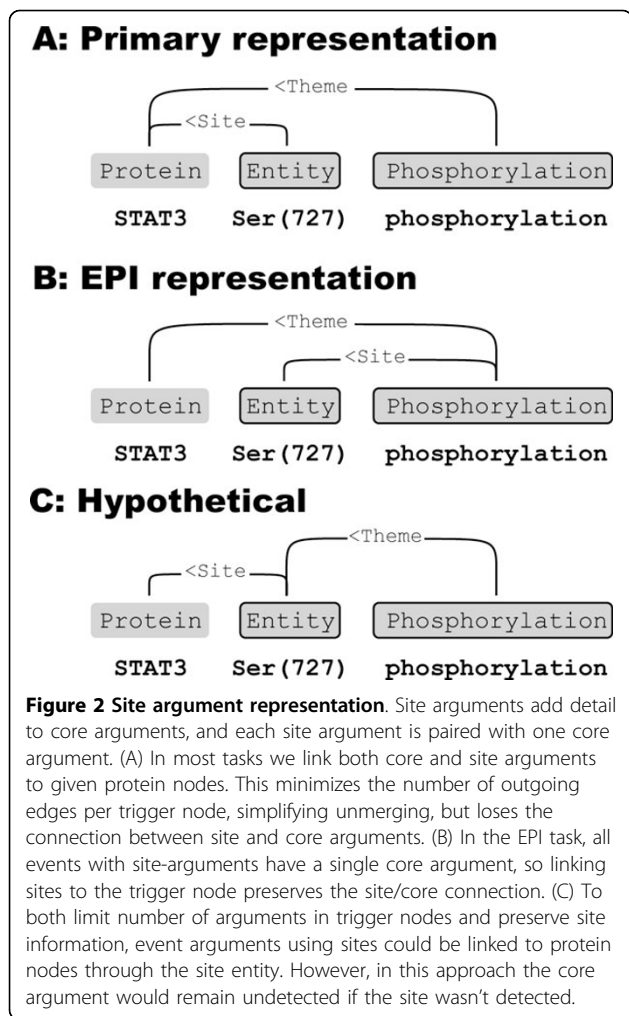 A: Primary representation
<Theme
<Site
Protein Entity Phosphorylation
STAT3 Ser(727) phosphorylation
B: EPI representation
<Theme
<Site
Protein Entity Phosphorylation
STAT3 Ser(727) phosphorylation
C: Hypothetical
<Theme
<Site
Protein Entity Phosphorylation
STAT3 Ser(727) phosphorylation
Figure 2 Site argument representation. Site arguments add detail
to core arguments, and each site argument is paired with one core
argument. (A) In most tasks we link both core and site arguments
to given protein nodes. This minimizes the number of outgoing
edges per trigger node, simplifying unmerging, but loses the
connection between site and core arguments. (B) In the EPI task, all
events with site-arguments have a single core argument, so linking
sites to the trigger node preserves the site/core connection. (C) To
both limit number of arguments in trigger nodes and preserve site
information, event arguments using sites could be linked to protein
nodes through the site entity. However, in this approach the core
argument would remain undetected if the site wasn't detected.